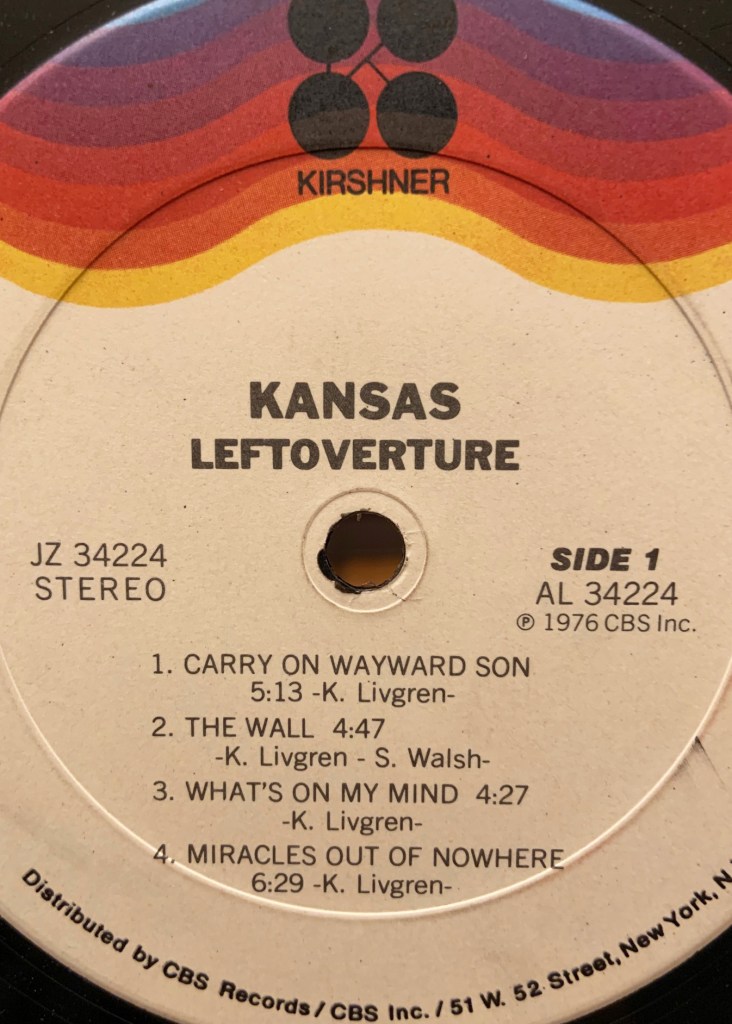 KIRSHNER
KANSAS
LEFTOVERTURE
JZ 34224
STEREO
SIDE 1
AL 34224
℗ 1976 CBS Inc.
1. CARRY ON WAYWARD SON
5:13 -K. Livgren-
2. THE WALL 4:47
-K. Livgren - S. Walsh-
3. WHAT'S ON MY MIND 4:27
-K. Livgren-
4. MIRACLES OUT OF NOWHERE
6:29 -K. Livgren-
Distributed by CBS Records / CBS Inc. / 51 W. 52 Street, New York, N